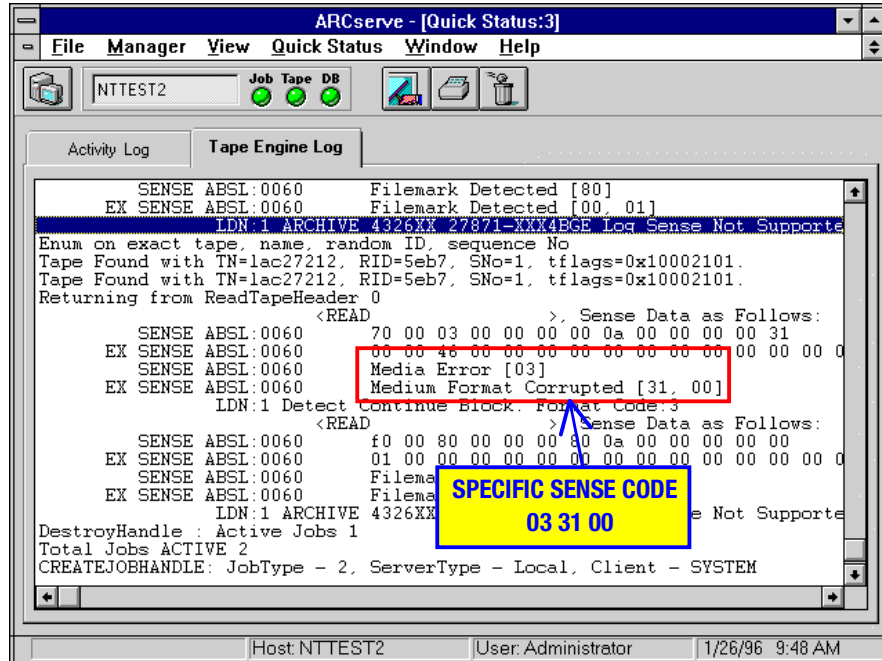 ARCserve - [Quick Status:3]
File Manager View Quick Status Window Help
NTTEST2 Job Tape DB
Activity Log Tape Engine Log
SENSE ABSL:0060 Filemark Detected [80]
EX SENSE ABSL:0060 Filemark Detected [00, 01]
LDN:1 ARCHIVE 4326XX 27871-XXX4BGE Log Sense Not Supporte
Enum on exact tape, name, random ID, sequence No
Tape Found with TN=lac27212, RID=5eb7, SNo=1, tflags=0x10002101.
Tape Found with TN=lac27212, RID=5eb7, SNo=1, tflags=0x10002101.
Returning from ReadTapeHeader 0
<READ >, Sense Data as Follows:
SENSE ABSL:0060 70 00 03 00 00 00 00 0a 00 00 00 00 31
EX SENSE ABSL:0060 00 00 46 00 00 00 00 00 00 00 00 00 00 00 0
SENSE ABSL:0060 Media Error [03]
EX SENSE ABSL:0060 Medium Format Corrupted [31, 00]
LDN:1 Detect Continue Block. Format Code:3
<READ > Sense Data as Follows:
SENSE ABSL:0060 f0 00 80 00 00 00 80 0a 00 00 00 00 00
EX SENSE ABSL:0060 01 00 00 00 00 00 00 00 00 00 00 00 00 00 0
SENSE ABSL:0060 Filema
EX SENSE ABSL:0060 Filema
LDN:1 ARCHIVE 4326XX e Not Supporte
SPECIFIC SENSE CODE
03 31 00
DestroyHandle : Active Jobs 1
Total Jobs ACTIVE 2
CREATEJOBHANDLE: JobType - 2, ServerType - Local, Client - SYSTEM
Host: NTTEST2 User: Administrator 1/26/96 9:48 AM